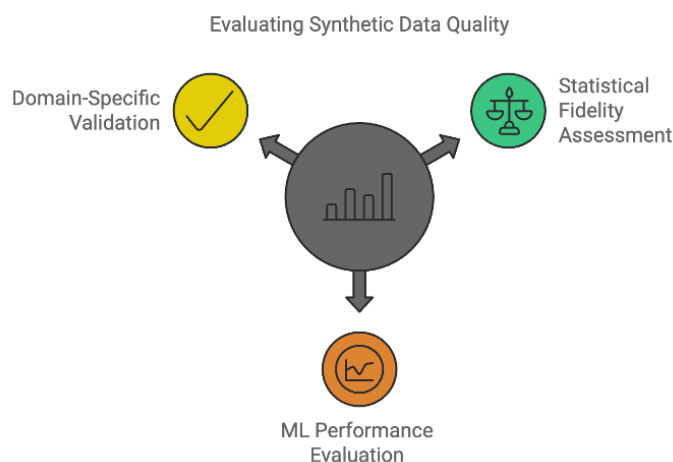 Evaluating Synthetic Data Quality
Domain-Specific
Validation
Statistical
Fidelity
Assessment
ML Performance
Evaluation